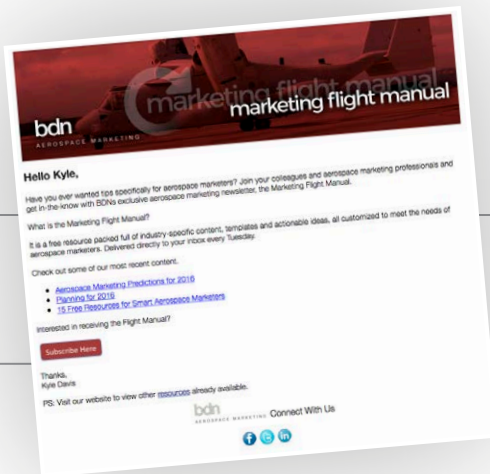 marketing flight manual
marketing flight manual
bdn
AEROSPACE MARKETING
Hello Kyle,
Have you ever wanted tips specifically for aerospace marketers? Join your colleagues and aerospace marketing professionals and
get in-the-know with BDNs exclusive aerospace marketing newsletter, the Marketing Flight Manual.
What is the Marketing Flight Manual?
It is a free resource packed full of industry-specific content, templates and actionable ideas, all customized to meet the needs of
aerospace marketers. Delivered directly to your inbox every Tuesday.
Check out some of our most recent content.
• Aerospace Marketing Predictions for 2016
• Planning for 2016
• 15 Free Resources for Smart Aerospace Marketers
Interested in receiving the Flight Manual?
Subscribe Here
Thanks,
Kyle Davis
PS: Visit our website to view other resources already available.
bdn
AEROSPACE MARKETING
Connect With Us